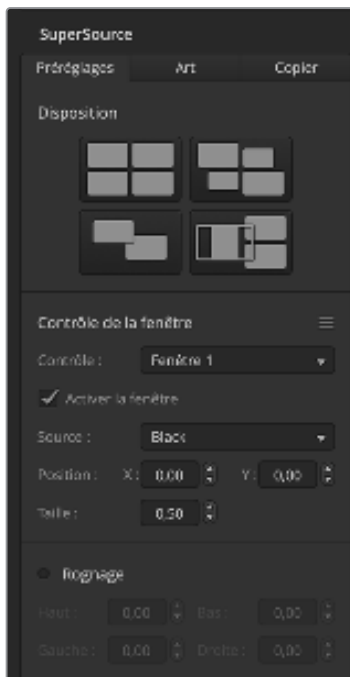 SuperSource
Préréglages Art Copier
Disposition
Contrôle de la fenêtre
Contrôle : Fenêtre 1
Activer la fenêtre
Source : Black
Position : X : 0,00 Y : 0,00
Taille : 0,50
Rognage
Haut : 0,00 Bas : 0,00
Gauche : 0,00 Droite : 0,00